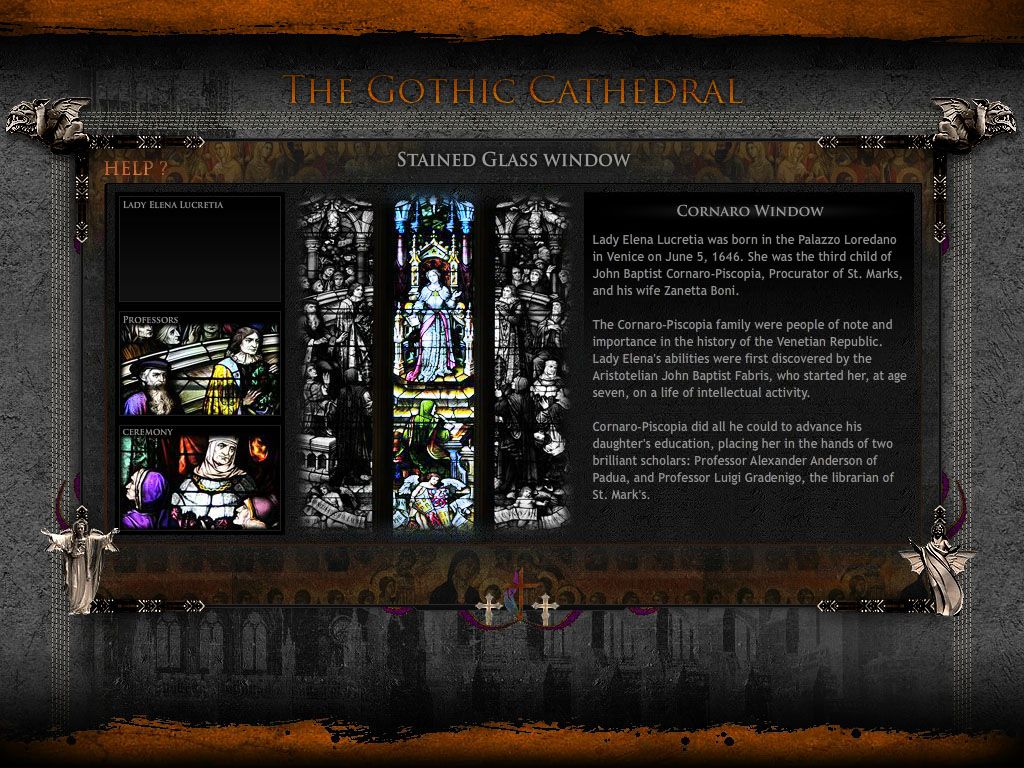 The Gothic Cathedral
HELP ?
Stained Glass window
Lady Elena Lucretia
Professors
Ceremony
Cornaro Window
Lady Elena Lucretia was born in the Palazzo Loredano
in Venice on June 5, 1646. She was the third child of
John Baptist Cornaro-Piscopia, Procurator of St. Marks,
and his wife Zanetta Boni.
The Cornaro-Piscopia family were people of note and
importance in the history of the Venetian Republic.
Lady Elena's abilities were first discovered by the
Aristotelian John Baptist Fabris, who started her, at age
seven, on a life of intellectual activity.
Cornaro-Piscopia did all he could to advance his
daughter's education, placing her in the hands of two
brilliant scholars: Professor Alexander Anderson of
Padua, and Professor Luigi Gradenigo, the librarian of
St. Mark's.